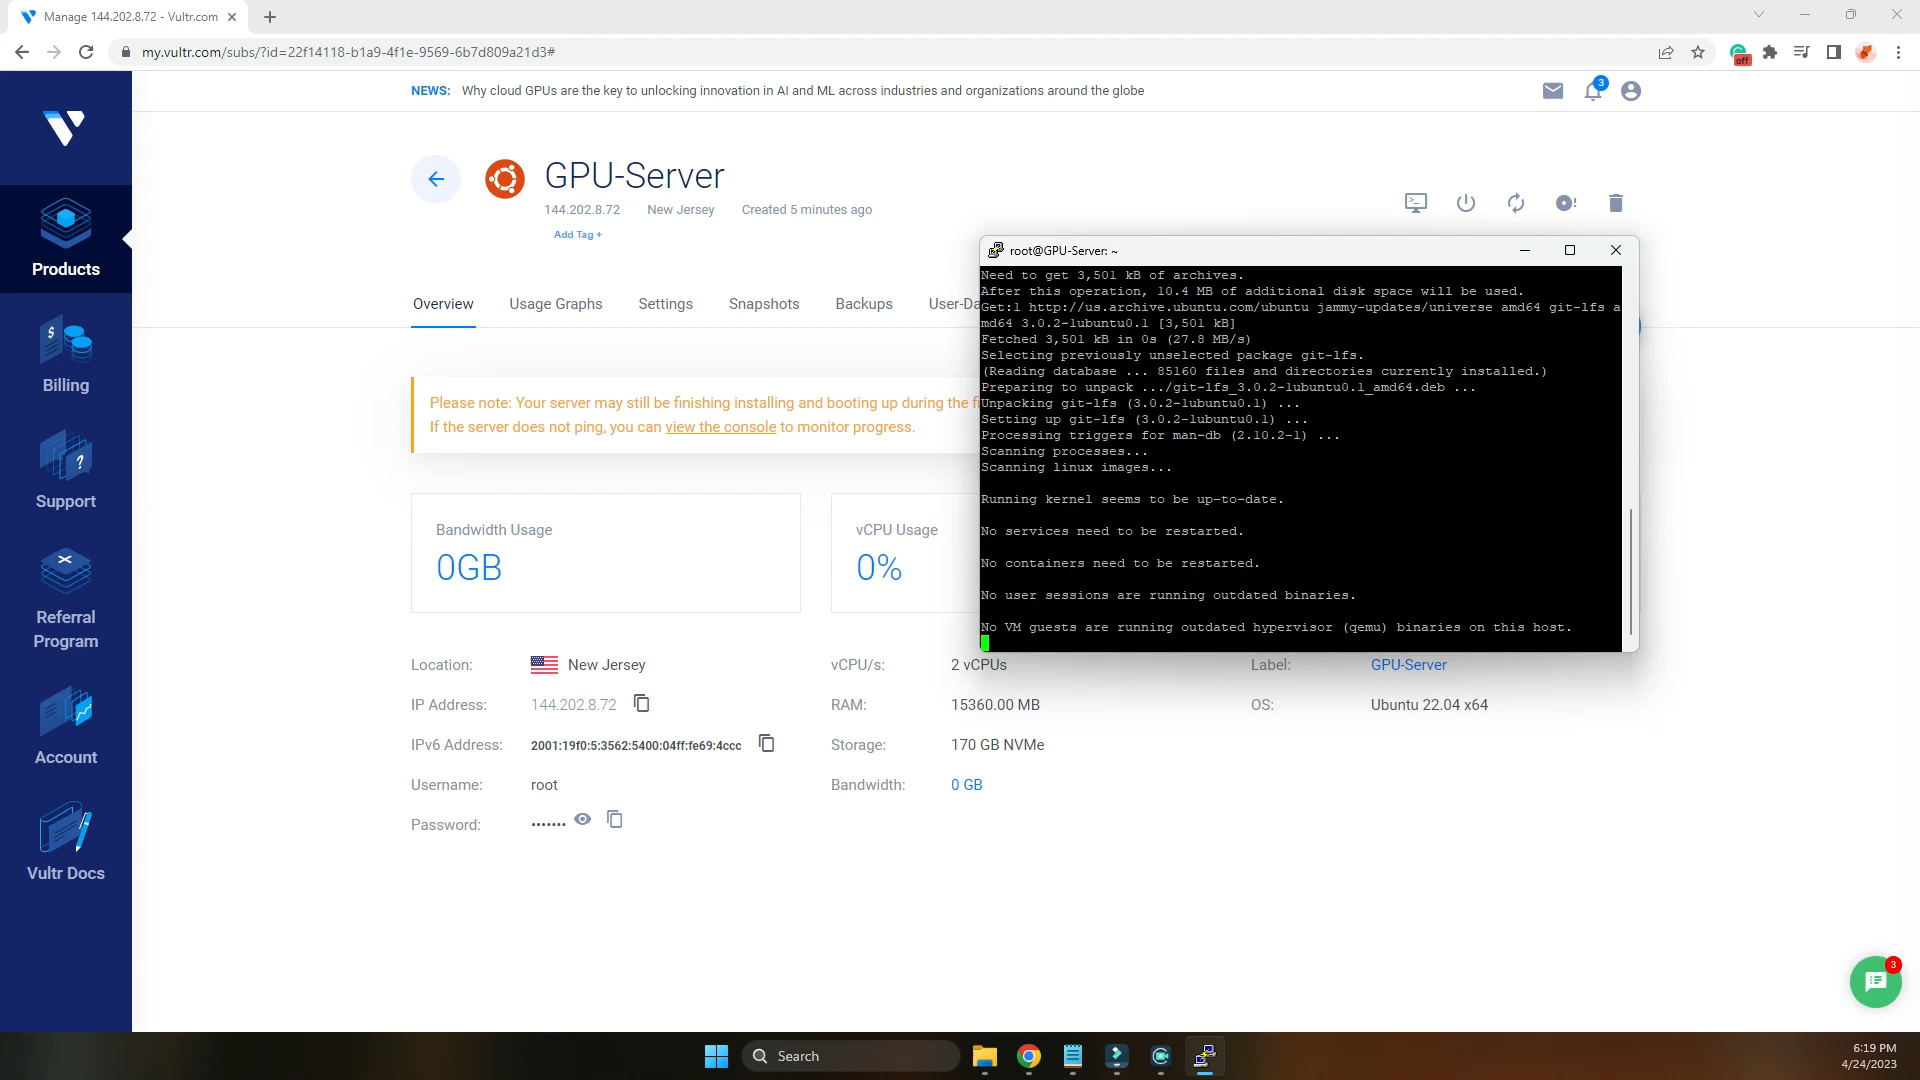 Manage 144.202.8.72 - Vultr.com
my.vultr.com/subs/?id=22f14118-b1a9-4f1e-9569-6b7d809a21d3#
off
NEWS: Why cloud GPUs are the key to unlocking innovation in AI and ML across industries and organizations around the globe
3
GPU-Server
144.202.8.72 New Jersey Created 5 minutes ago
Add Tag +
Products
Billing
Support
Referral
Program
Account
Vultr Docs
Overview Usage Graphs Settings Snapshots Backups User-Da
Please note: Your server may still be finishing installing and booting up during the fi
If the server does not ping, you can view the console to monitor progress.
Bandwidth Usage
0GB
vCPU Usage
0%
root@GPU-Server: ~
Need to get 3,501 kB of archives.
After this operation, 10.4 MB of additional disk space will be used.
Get:1 http://us.archive.ubuntu.com/ubuntu jammy-updates/universe amd64 git-lfs a
md64 3.0.2-1ubuntu0.1 [3,501 kB]
Fetched 3,501 kB in 0s (27.8 MB/s)
Selecting previously unselected package git-lfs.
(Reading database ... 85160 files and directories currently installed.)
Preparing to unpack .../git-lfs_3.0.2-1ubuntu0.1_amd64.deb ...
Unpacking git-lfs (3.0.2-1ubuntu0.1) ...
Setting up git-lfs (3.0.2-1ubuntu0.1) ...
Processing triggers for man-db (2.10.2-1) ...
Scanning processes...
Scanning linux images...
Running kernel seems to be up-to-date.
No services need to be restarted.
No containers need to be restarted.
No user sessions are running outdated binaries.
No VM guests are running outdated hypervisor (qemu) binaries on this host.
Location: New Jersey
IP Address: 144.202.8.72
IPv6 Address: 2001:19f0:5:3562:5400:04ff:fe69:4ccc
Username: root
Password: •••••••
vCPU/s: 2 vCPUs
RAM: 15360.00 MB
Storage: 170 GB NVMe
Bandwidth: 0 GB
Label: GPU-Server
OS: Ubuntu 22.04 x64
3
Search
6:19 PM
4/24/2023